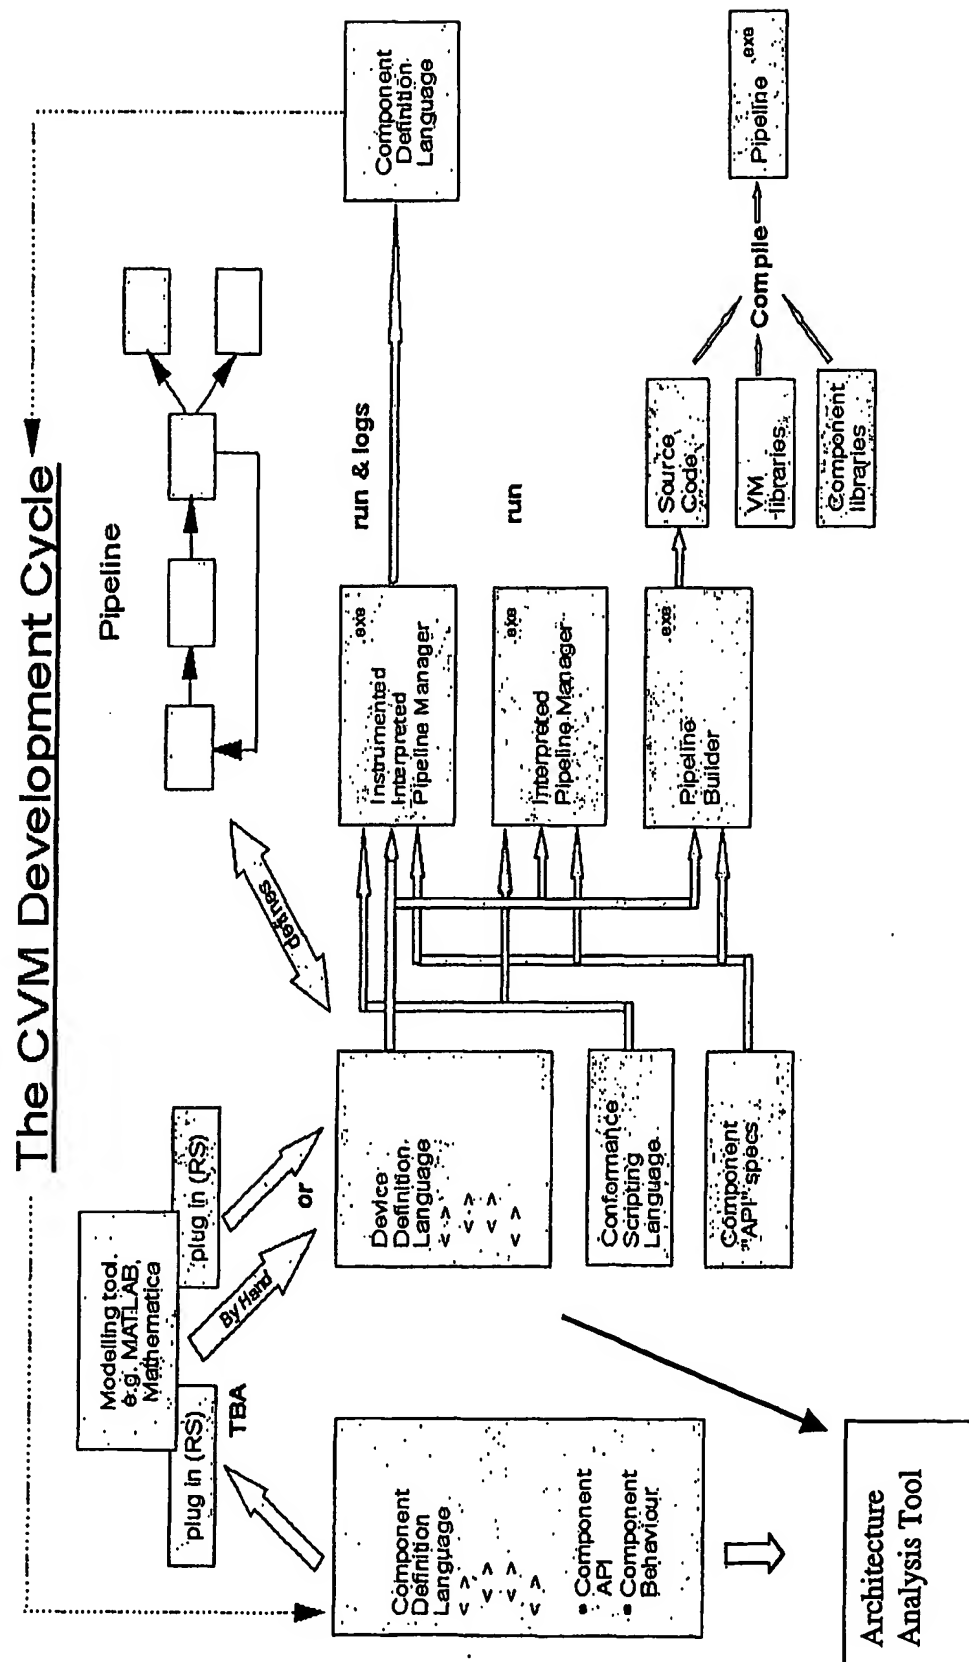 The CVM Development Cycle
Modelling tool
e.g. MATLAB,
Mathematica
plug in (RS)
plug in (RS)
TBA
By Hand
or
Pipeline
defines
Component
Definition
Language
< >
< >
< >
< >
• Component
API
• Component
Behaviour
Device
Definition
Language
< >
< >
< >
< >
Conformance
Scripting
Language
Component
"API" specs
exe
Instrumented
Interpreted
Pipeline Manager
exe
Interpreted
Pipeline Manager
exe
Pipeline
Builder
run & logs
run
Component
Definition
Language
Source
Code
VM
-libraries
Component
libraries
Compile
Pipeline exe
Architecture
Analysis Tool